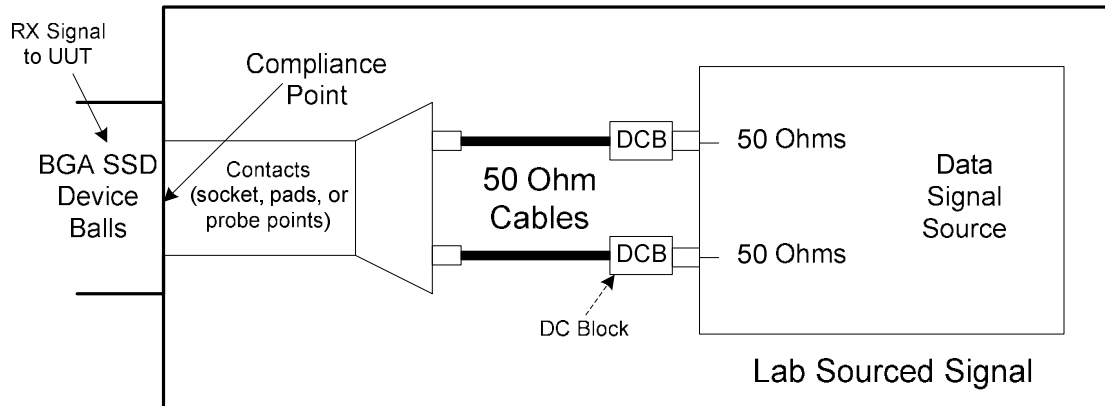 RX Signal
to UUT
Compliance
Point
BGA SSD
Device
Balls
Contacts
(socket, pads, or
probe points)
50 Ohm
Cables
DCB
DCB
DC Block
50 Ohms
50 Ohms
Data
Signal
Source
Lab Sourced Signal